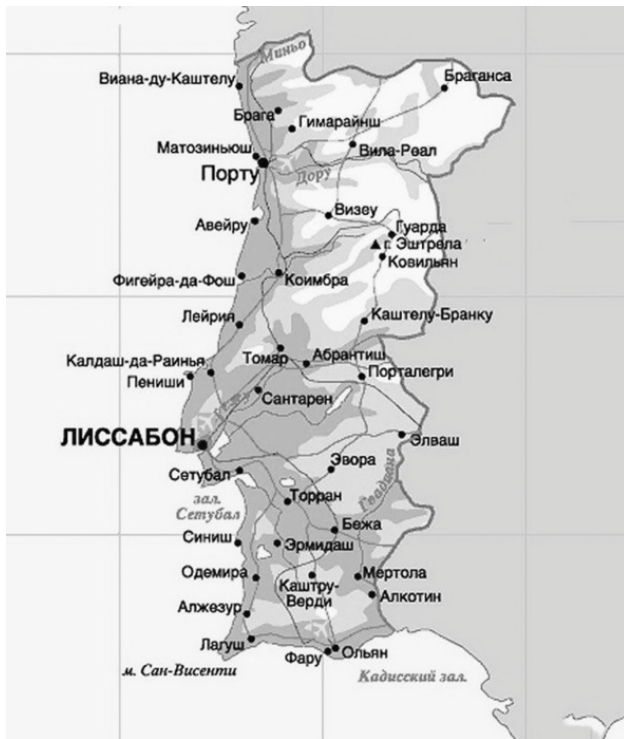 Миньо
Виана-ду-Каштелу
Браганса
Брага
Гимарайнш
Матозиньюш
Вила-Реал
Порту
Дору
Визеу
Авейру
Гуарда
г. Эштрела
Ковильян
Фигейра-да-Фош
Коимбра
Лейрия
Каштелу-Бранку
Томар
Абрантиш
Калдаш-да-Раинья
Пениши
Порталегри
Сантарен
ЛИССАБОН
Элваш
Эвора
Сетубал
Гвадиана
зал.
Сетубал
Торран
Бежа
Синиш
Эрмидаш
Одемира
Каштру-
Верди
Мертола
Алкотин
Алжезур
Лагуш
Фару
Ольян
м. Сан-Висенти
Кадисский зал.